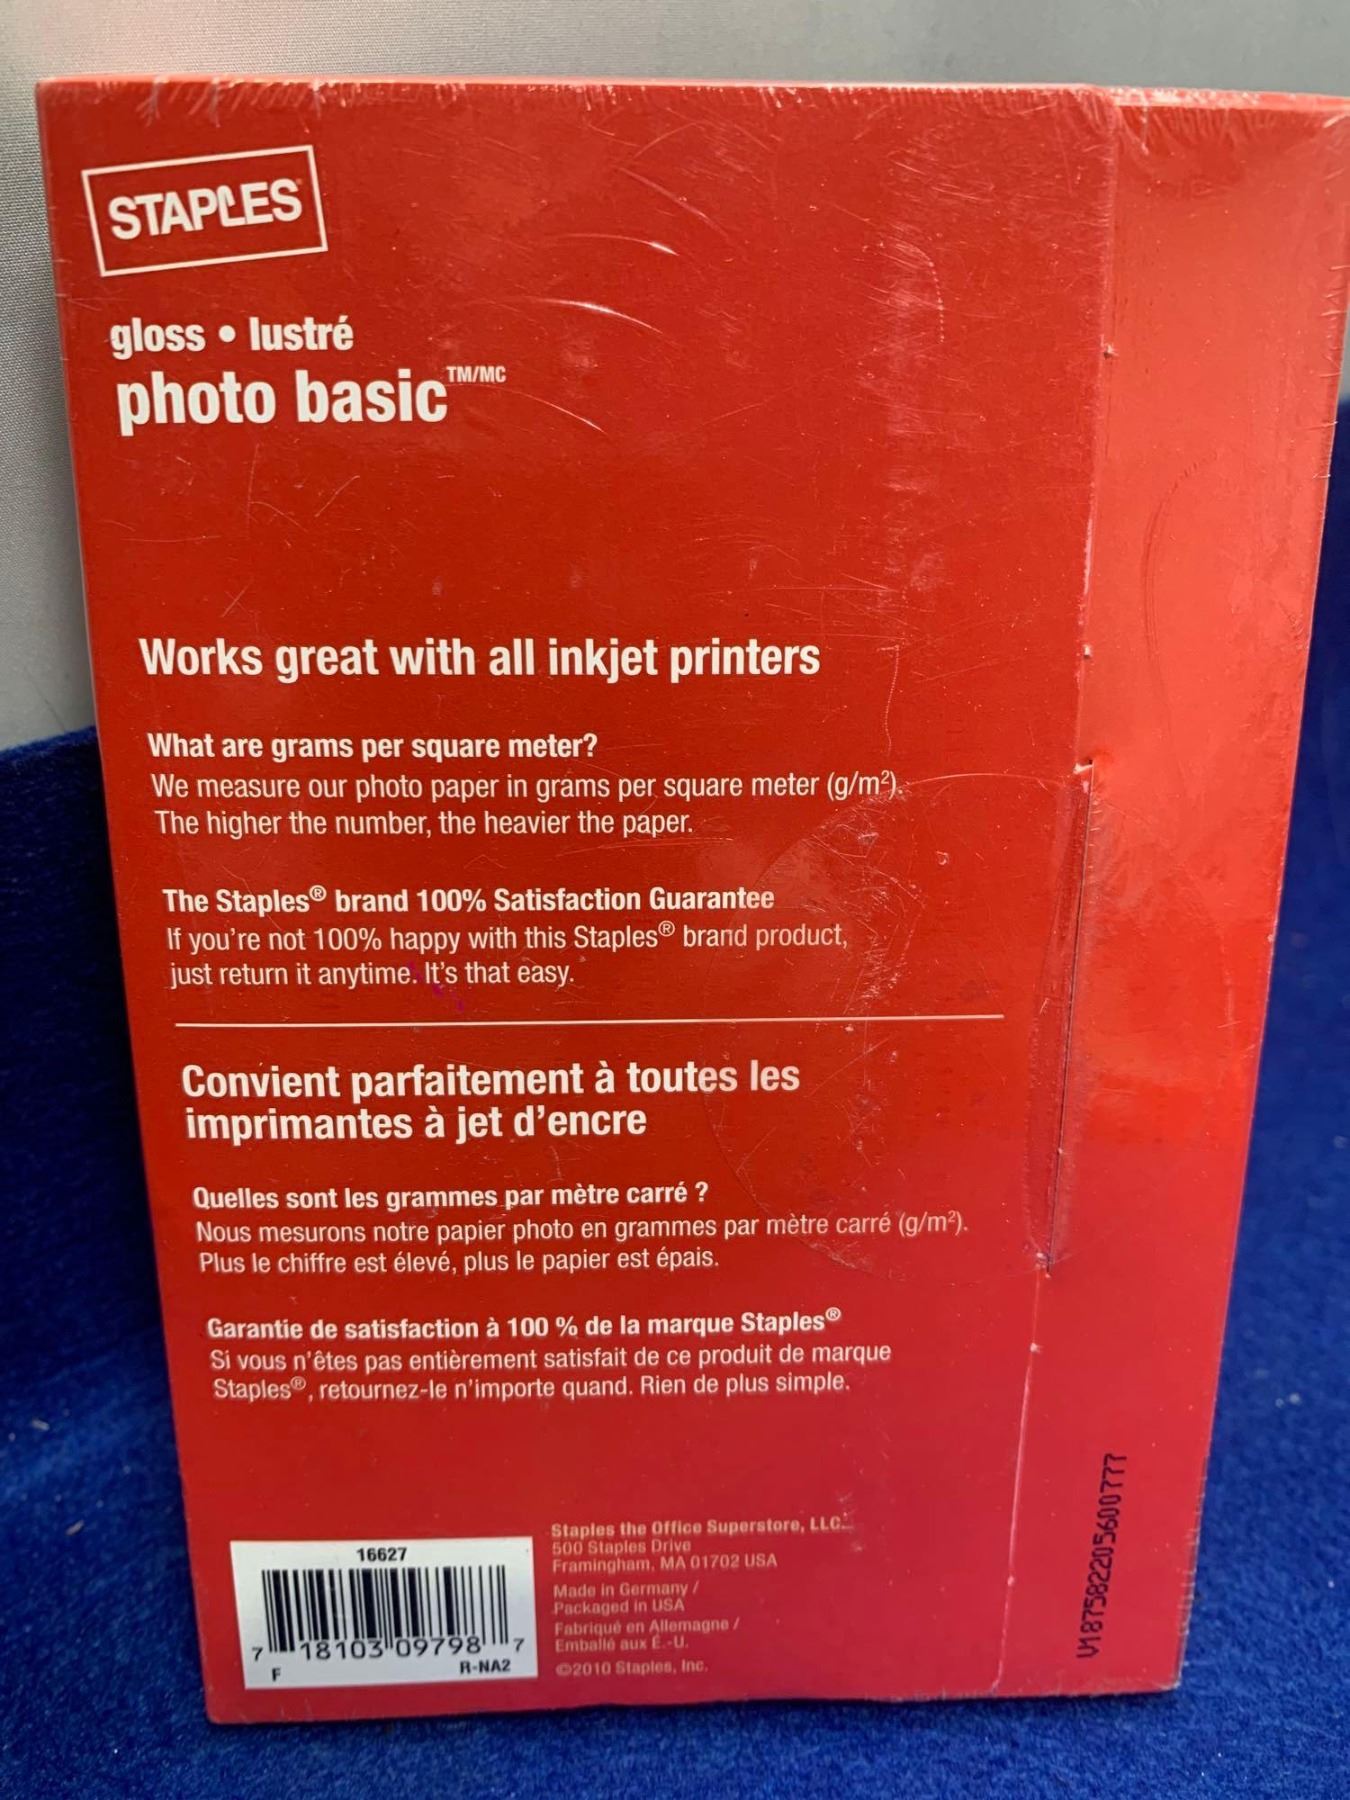 STAPLES
gloss • lustré
photo basic™/MC
Works great with all inkjet printers
What are grams per square meter?
We measure our photo paper in grams per square meter (g/m²).
The higher the number, the heavier the paper.
The Staples® brand 100% Satisfaction Guarantee
If you're not 100% happy with this Staples® brand product,
just return it anytime. It's that easy.
Convient parfaitement à toutes les
imprimantes à jet d'encre
Quelles sont les grammes par mètre carré ?
Nous mesurons notre papier photo en grammes par mètre carré (g/m²).
Plus le chiffre est élevé, plus le papier est épais.
Garantie de satisfaction à 100 % de la marque Staples®
Si vous n'êtes pas entièrement satisfait de ce produit de marque
Staples®, retournez-le n'importe quand. Rien de plus simple.
16627
7 18103 09798 7
F R-NA2
Staples the Office Superstore, LLC.
500 Staples Drive
Framingham, MA 01702 USA
Made in Germany /
Packaged in USA
Fabriqué en Allemagne /
Emballé aux É.-U.
©2010 Staples, Inc.
V187582205600777